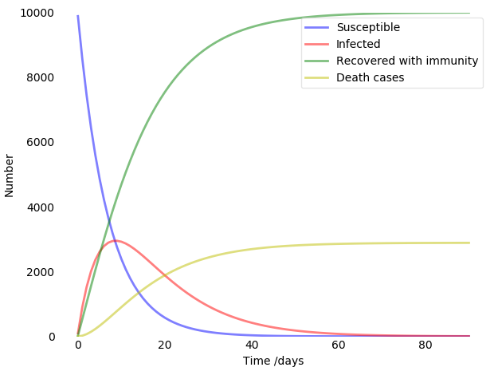 10000
8000
6000
4000
2000
0
Number
0 20 40 60 80
Time /days
Susceptible
Infected
Recovered with immunity
Death cases